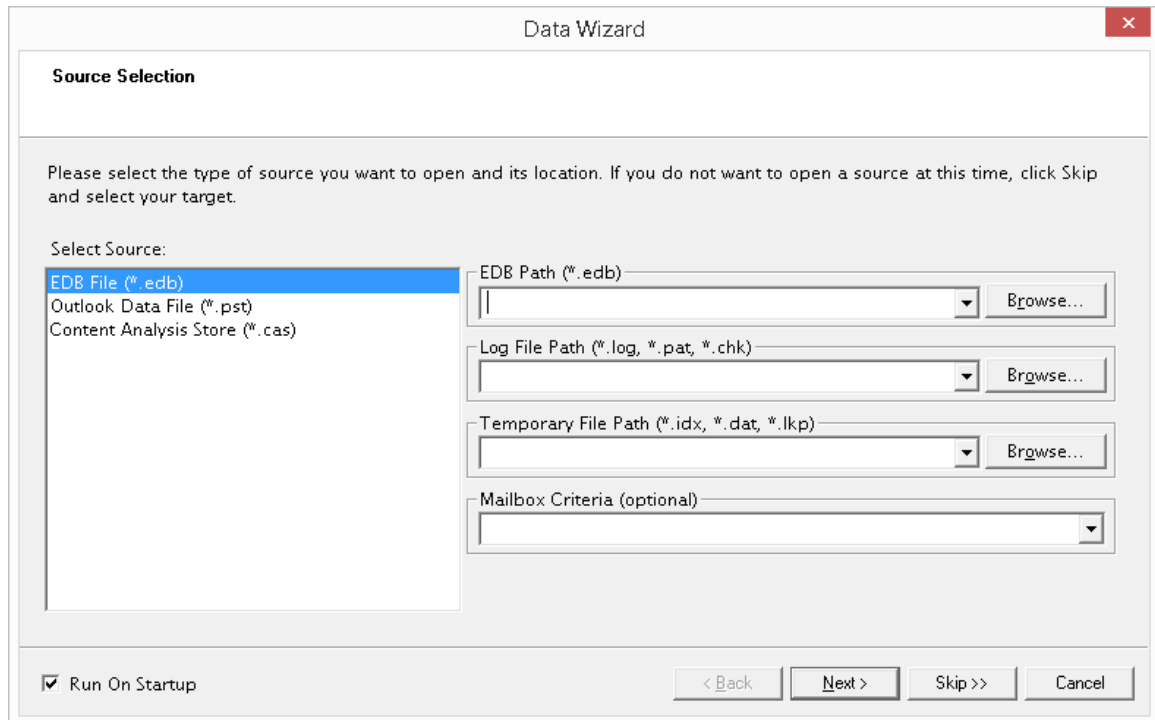 Data Wizard
Source Selection
Please select the type of source you want to open and its location. If you do not want to open a source at this time, click Skip
and select your target.
Select Source:
EDB File (*.edb)
Outlook Data File (*.pst)
Content Analysis Store (*.cas)
EDB Path (*.edb)
Browse...
Log File Path (*.log, *.pat, *.chk)
Browse...
Temporary File Path (*.idx, *.dat, *.lkp)
Browse...
Mailbox Criteria (optional)
Run On Startup
< Back
Next >
Skip >>
Cancel